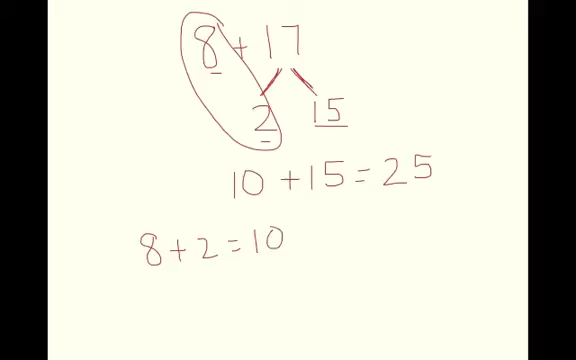 8 + 17
2 15
10 + 15 = 25
8 + 2 = 10